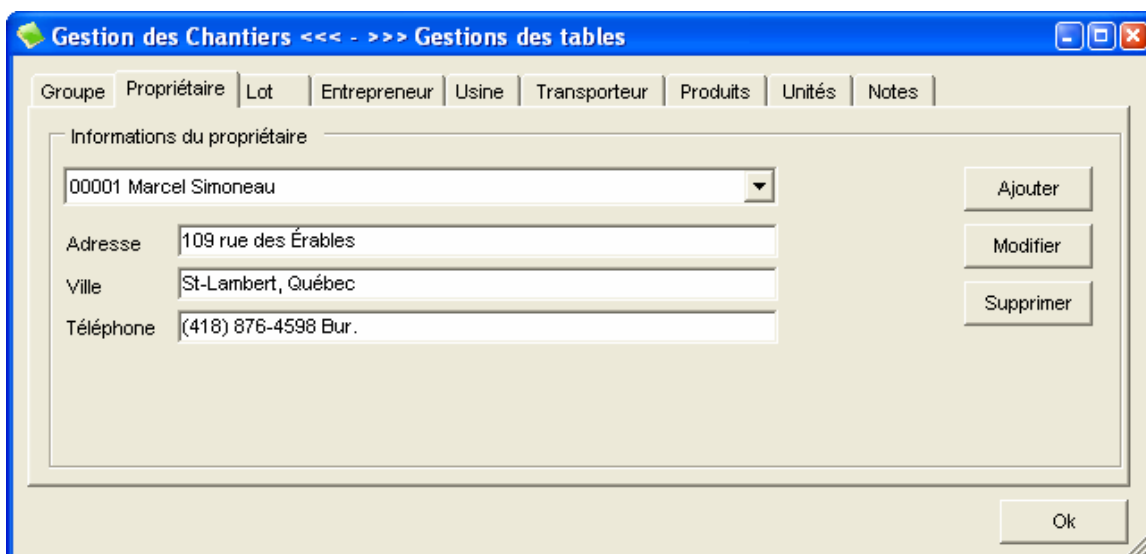 Gestion des Chantiers <<< - >>> Gestions des tables
Groupe Propriétaire Lot Entrepreneur Usine Transporteur Produits Unités Notes
Informations du propriétaire
00001 Marcel Simoneau Ajouter
Adresse 109 rue des Érables Modifier
Ville St-Lambert, Québec Supprimer
Téléphone (418) 876-4598 Bur.
Ok